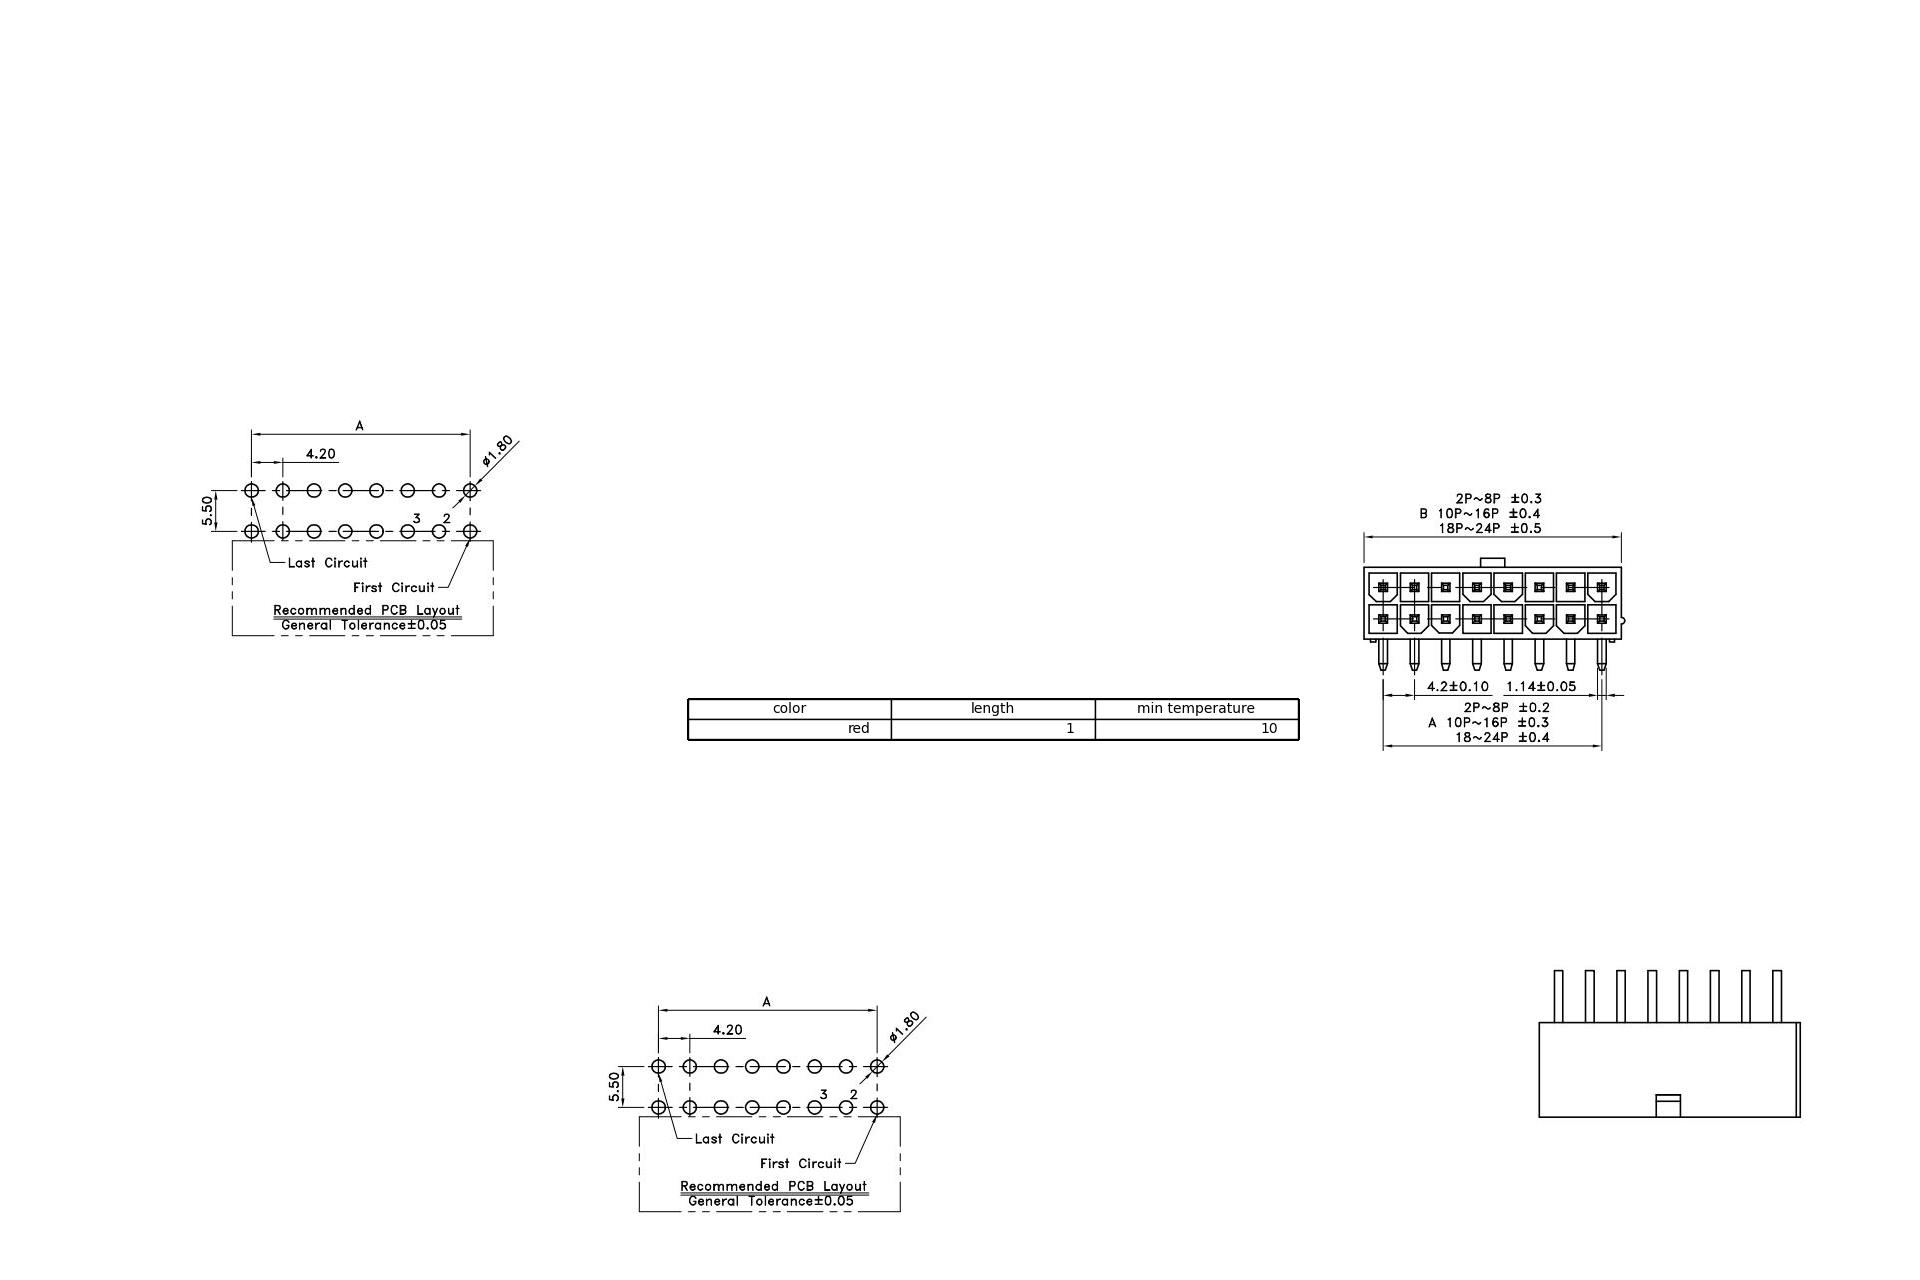 A
4.20
ø1.80
5.50
3 2
Last Circuit
First Circuit
Recommended PCB Layout
General Tolerance±0.05
2P~8P ±0.3
B 10P~16P ±0.4
18P~24P ±0.5
4.2±0.10 1.14±0.05
2P~8P ±0.2
A 10P~16P ±0.3
18~24P ±0.4
color length min temperature
red 1 10
A
4.20
ø1.80
5.50
3 2
Last Circuit
First Circuit
Recommended PCB Layout
General Tolerance±0.05